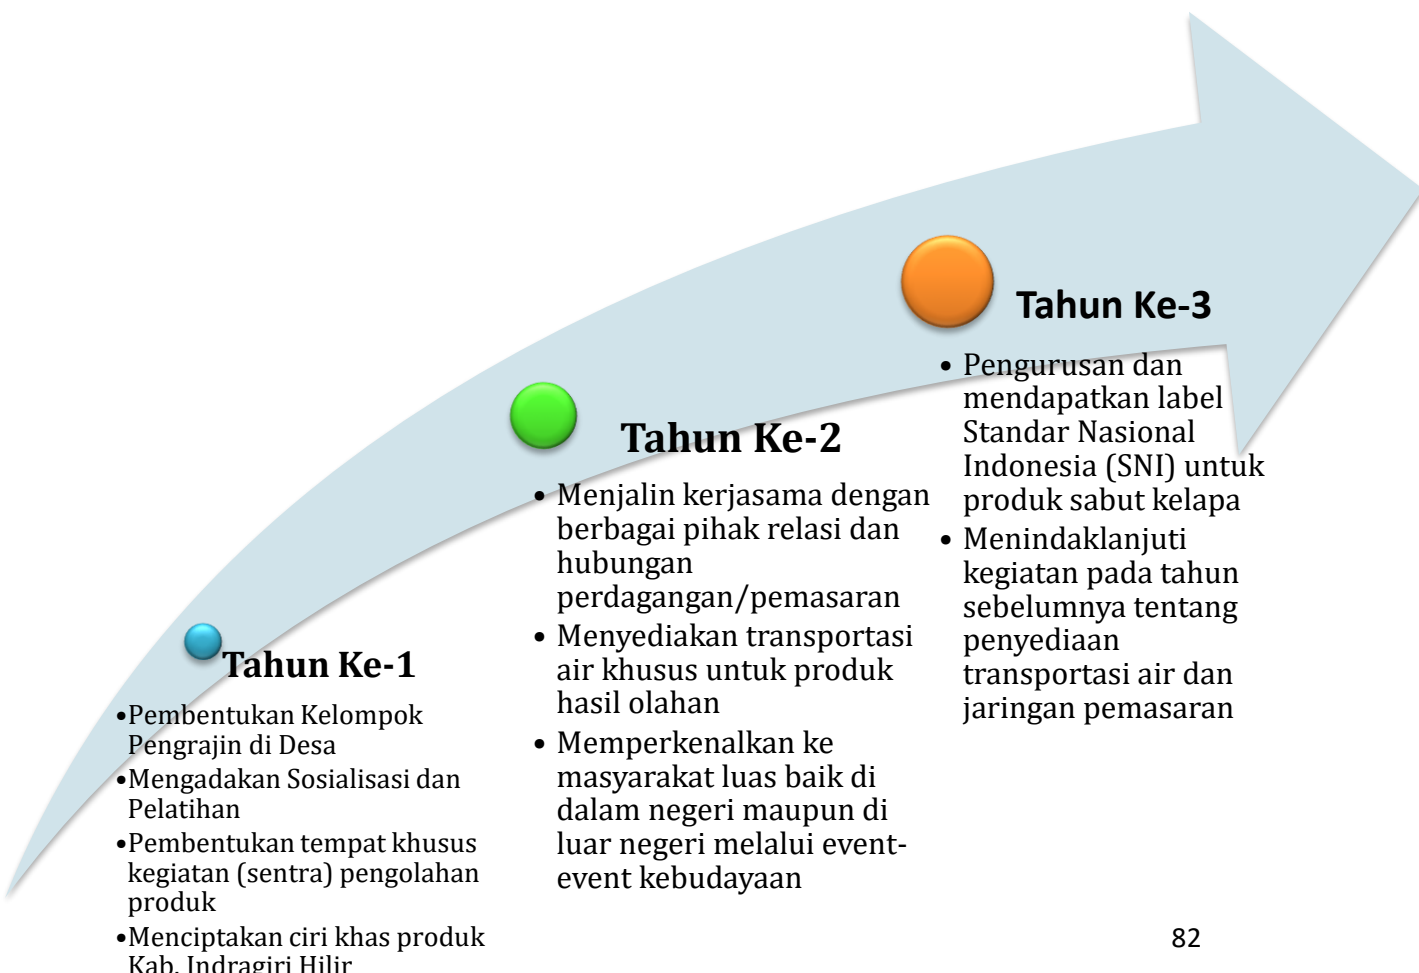 Tahun Ke-1
•Pembentukan Kelompok
Pengrajin di Desa
•Mengadakan Sosialisasi dan
Pelatihan
•Pembentukan tempat khusus
kegiatan (sentra) pengolahan
produk
•Menciptakan ciri khas produk
Kab. Indragiri Hilir
Tahun Ke-2
• Menjalin kerjasama dengan
berbagai pihak relasi dan
hubungan
perdagangan/pemasaran
• Menyediakan transportasi
air khusus untuk produk
hasil olahan
• Memperkenalkan ke
masyarakat luas baik di
dalam negeri maupun di
luar negeri melalui event-
event kebudayaan
Tahun Ke-3
• Pengurusan dan
mendapatkan label
Standar Nasional
Indonesia (SNI) untuk
produk sabut kelapa
• Menindaklanjuti
kegiatan pada tahun
sebelumnya tentang
penyediaan
transportasi air dan
jaringan pemasaran
82